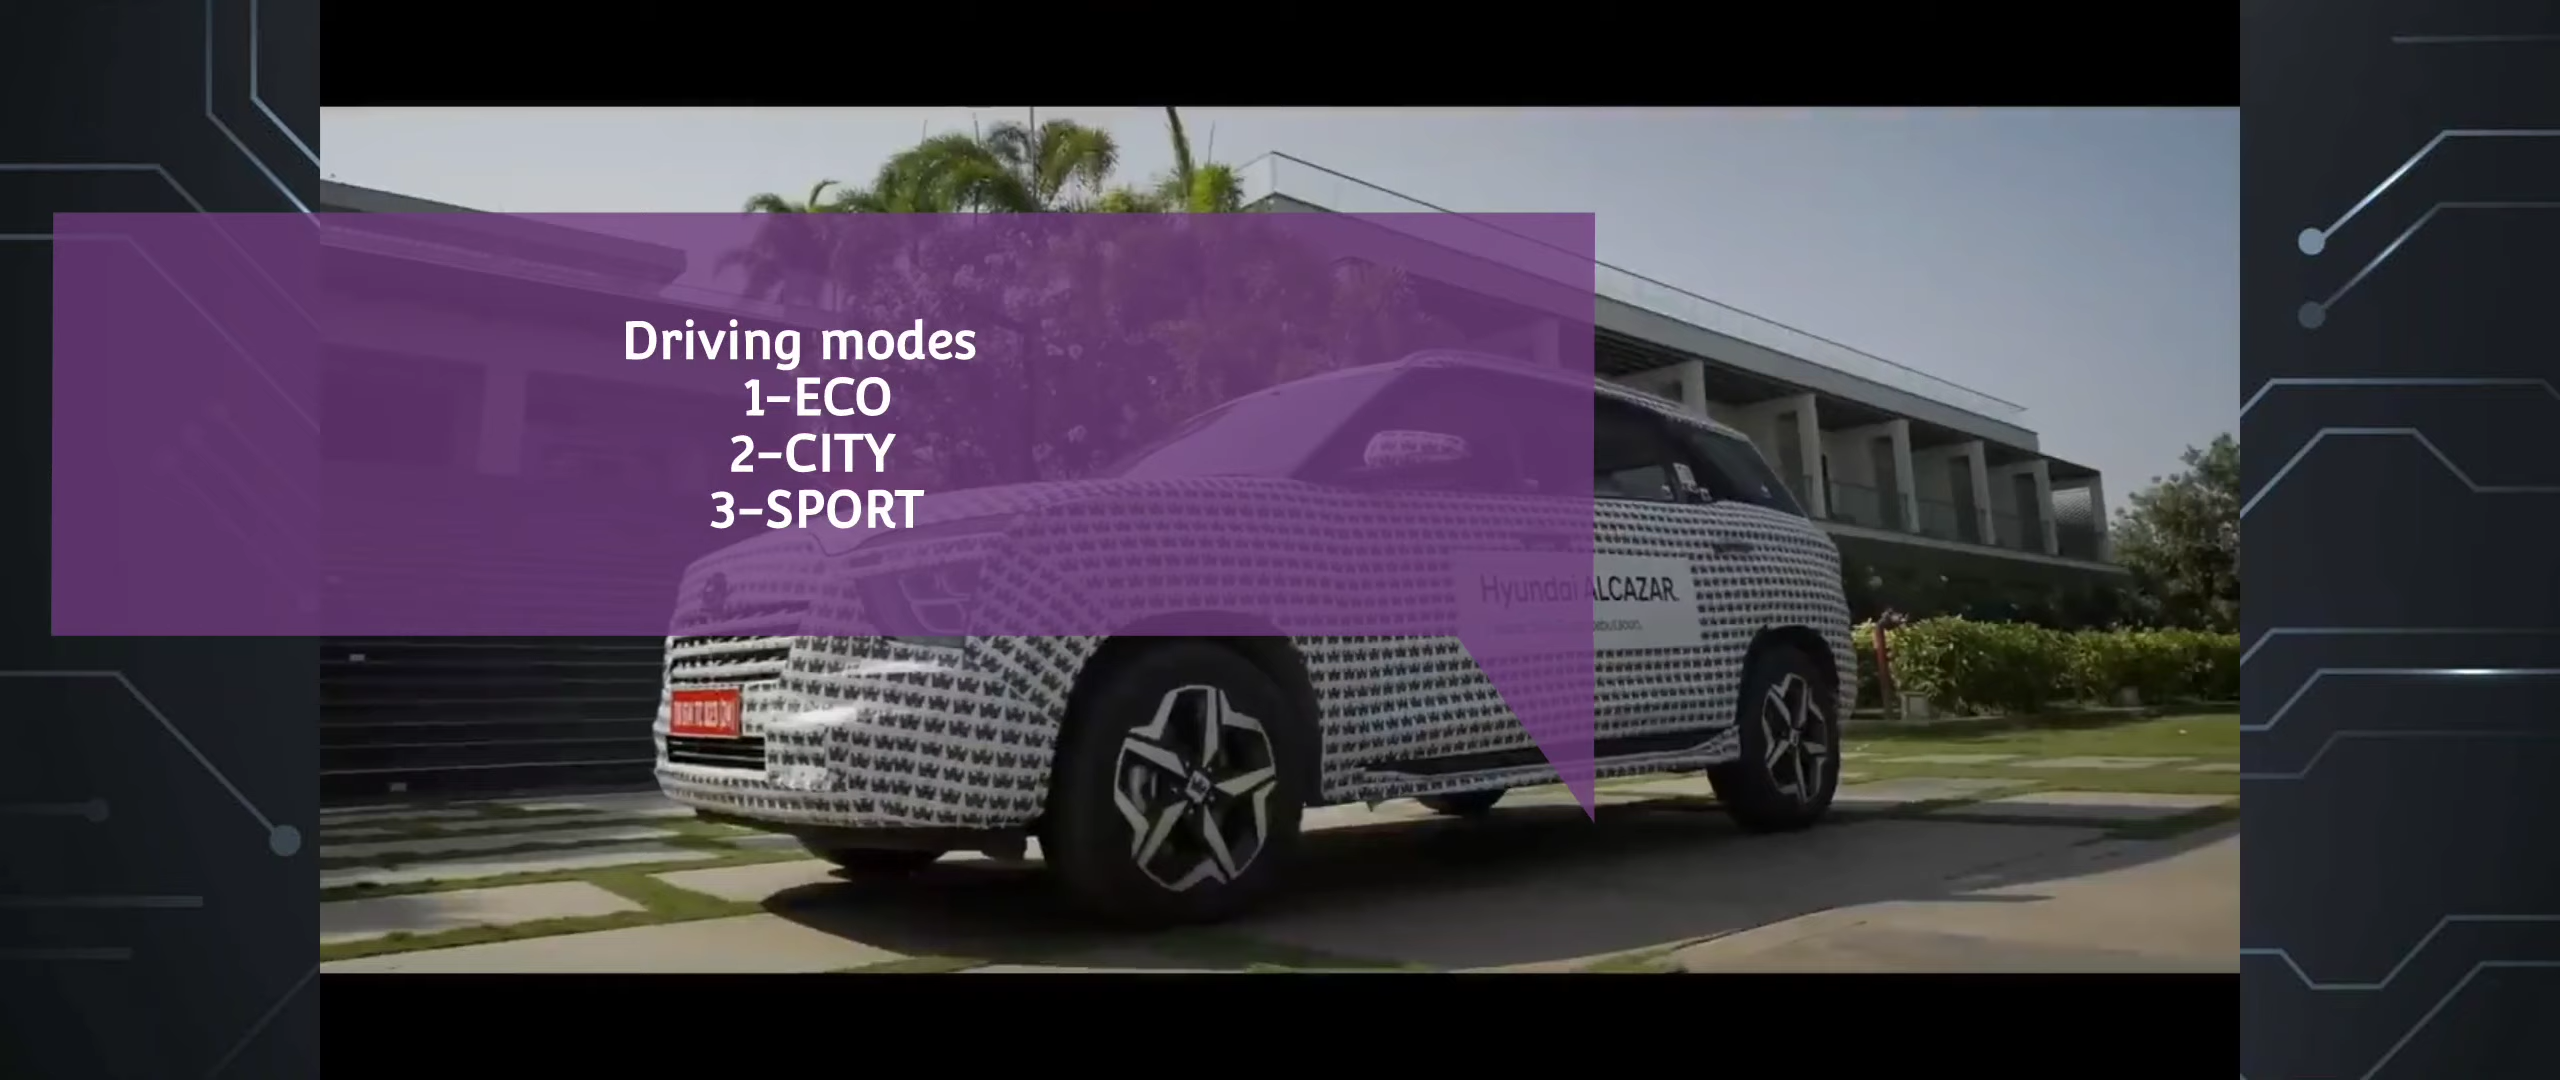 Driving modes
1-ECO
2-CITY
3-SPORT
Hyundai ALCAZAR